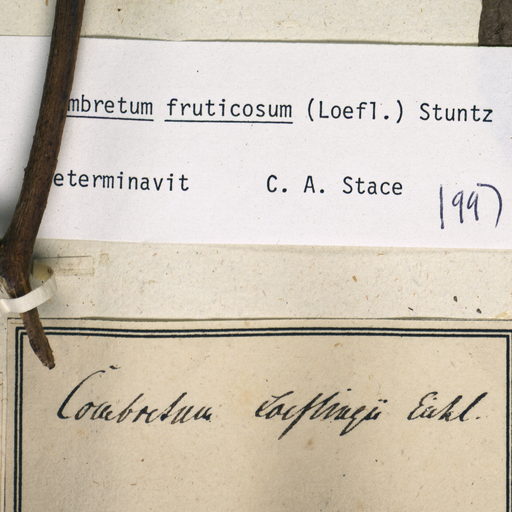 mbretum fruticosum (Loefl.) Stuntz
eterminavit C. A. Stace 1997
Combretum Loeflingii Eichl.